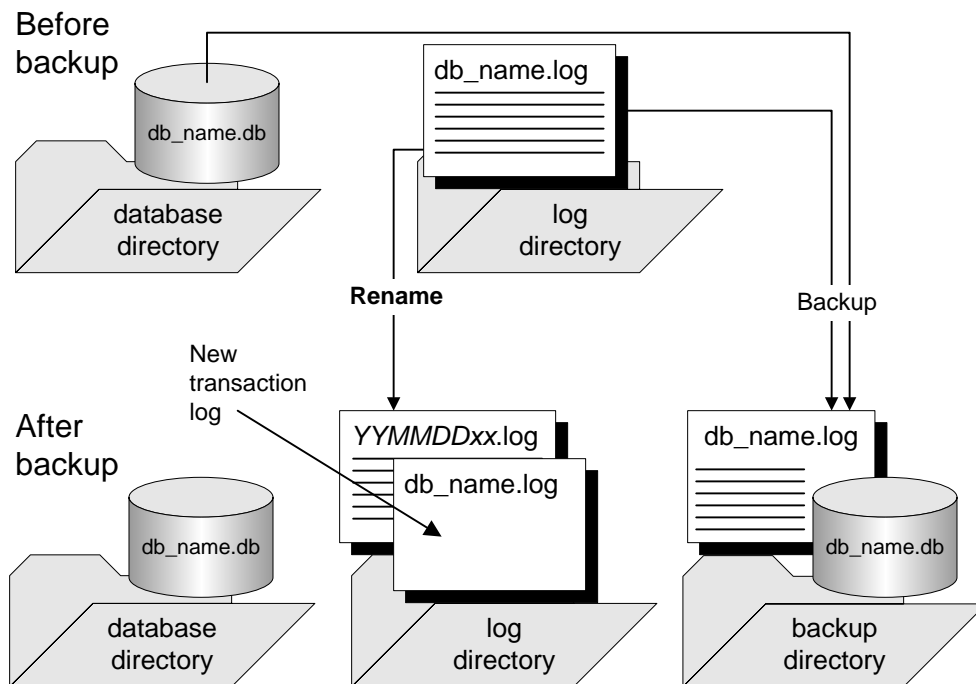 Before
backup
db_name.db
database
directory
db_name.log
log
directory
Rename
Backup
New
transaction
log
After
backup
db_name.db
database
directory
YYMMDDxx.log
db_name.log
log
directory
db_name.log
db_name.db
backup
directory